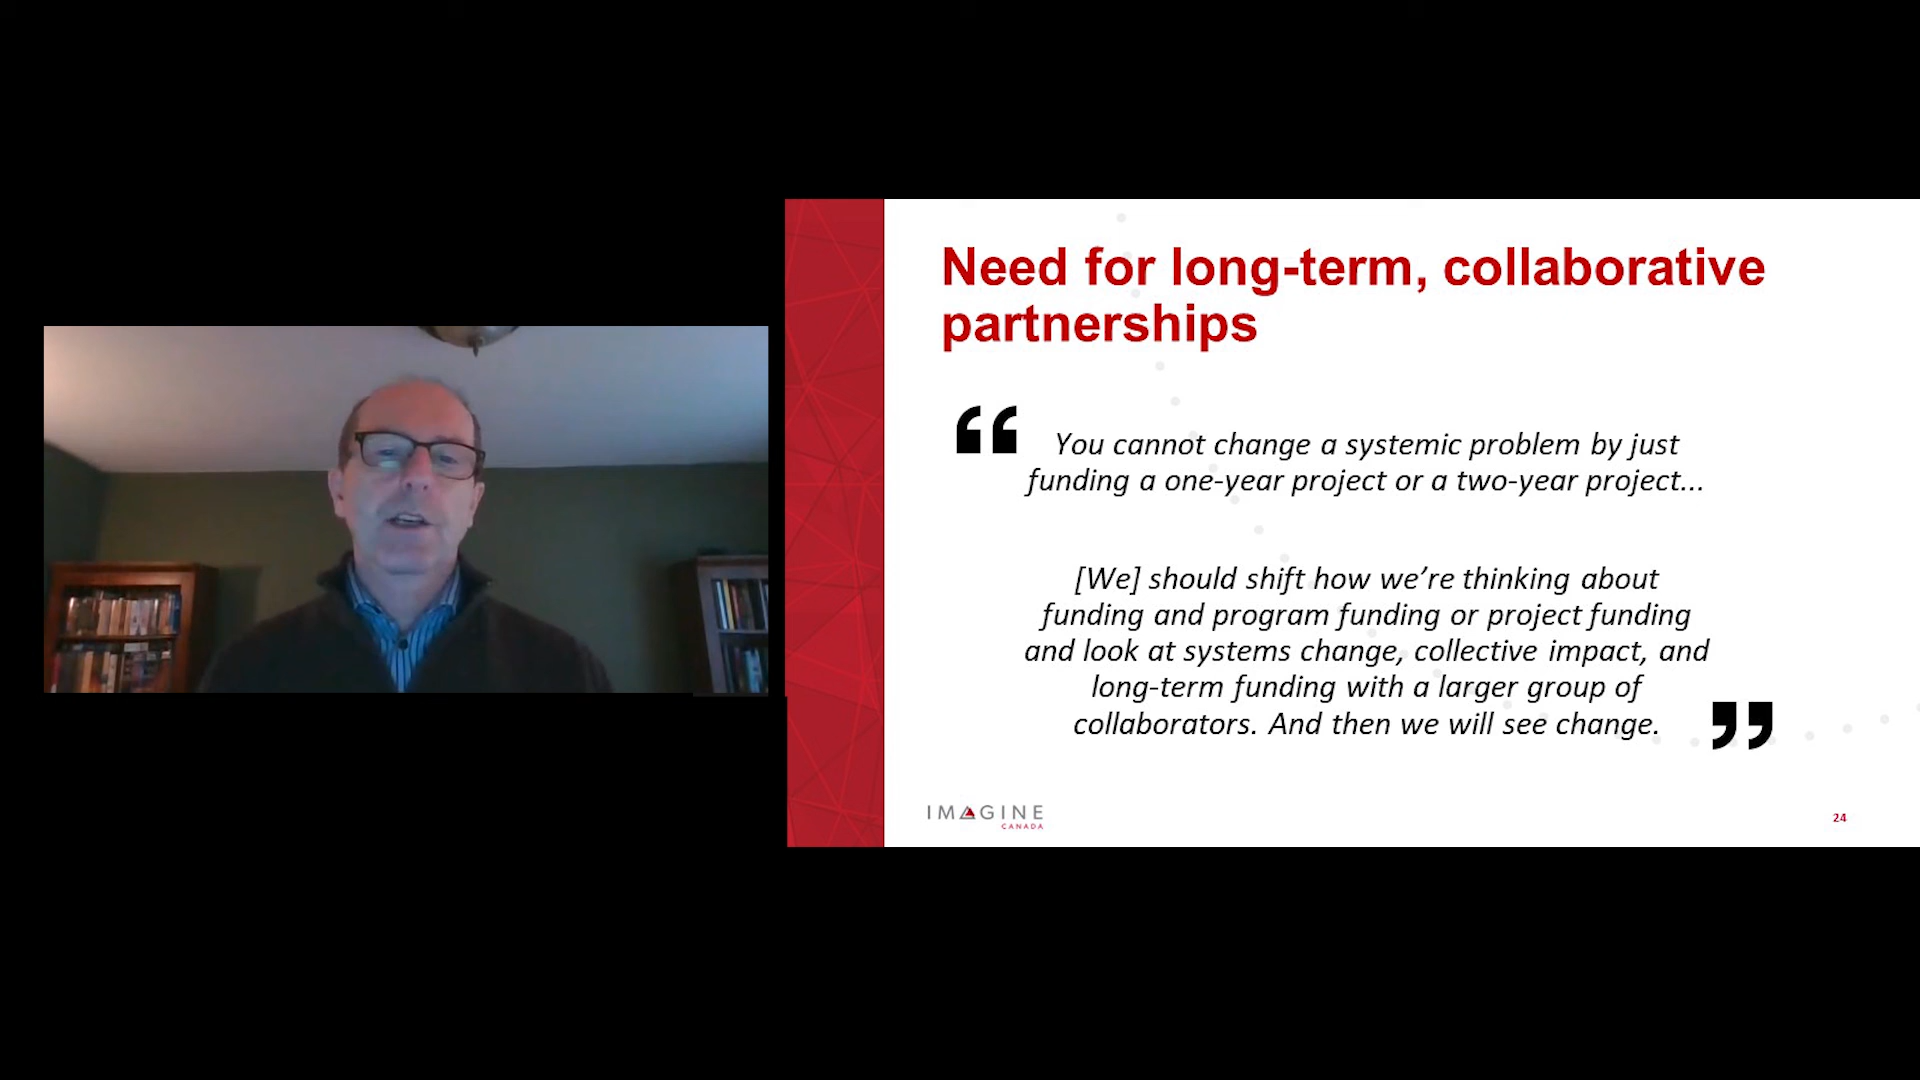 Need for long-term, collaborative
partnerships
“ You cannot change a systemic problem by just
funding a one-year project or a two-year project...
[We] should shift how we’re thinking about
funding and program funding or project funding
and look at systems change, collective impact, and
long-term funding with a larger group of
collaborators. And then we will see change. ”
IMAGINE
CANADA
24